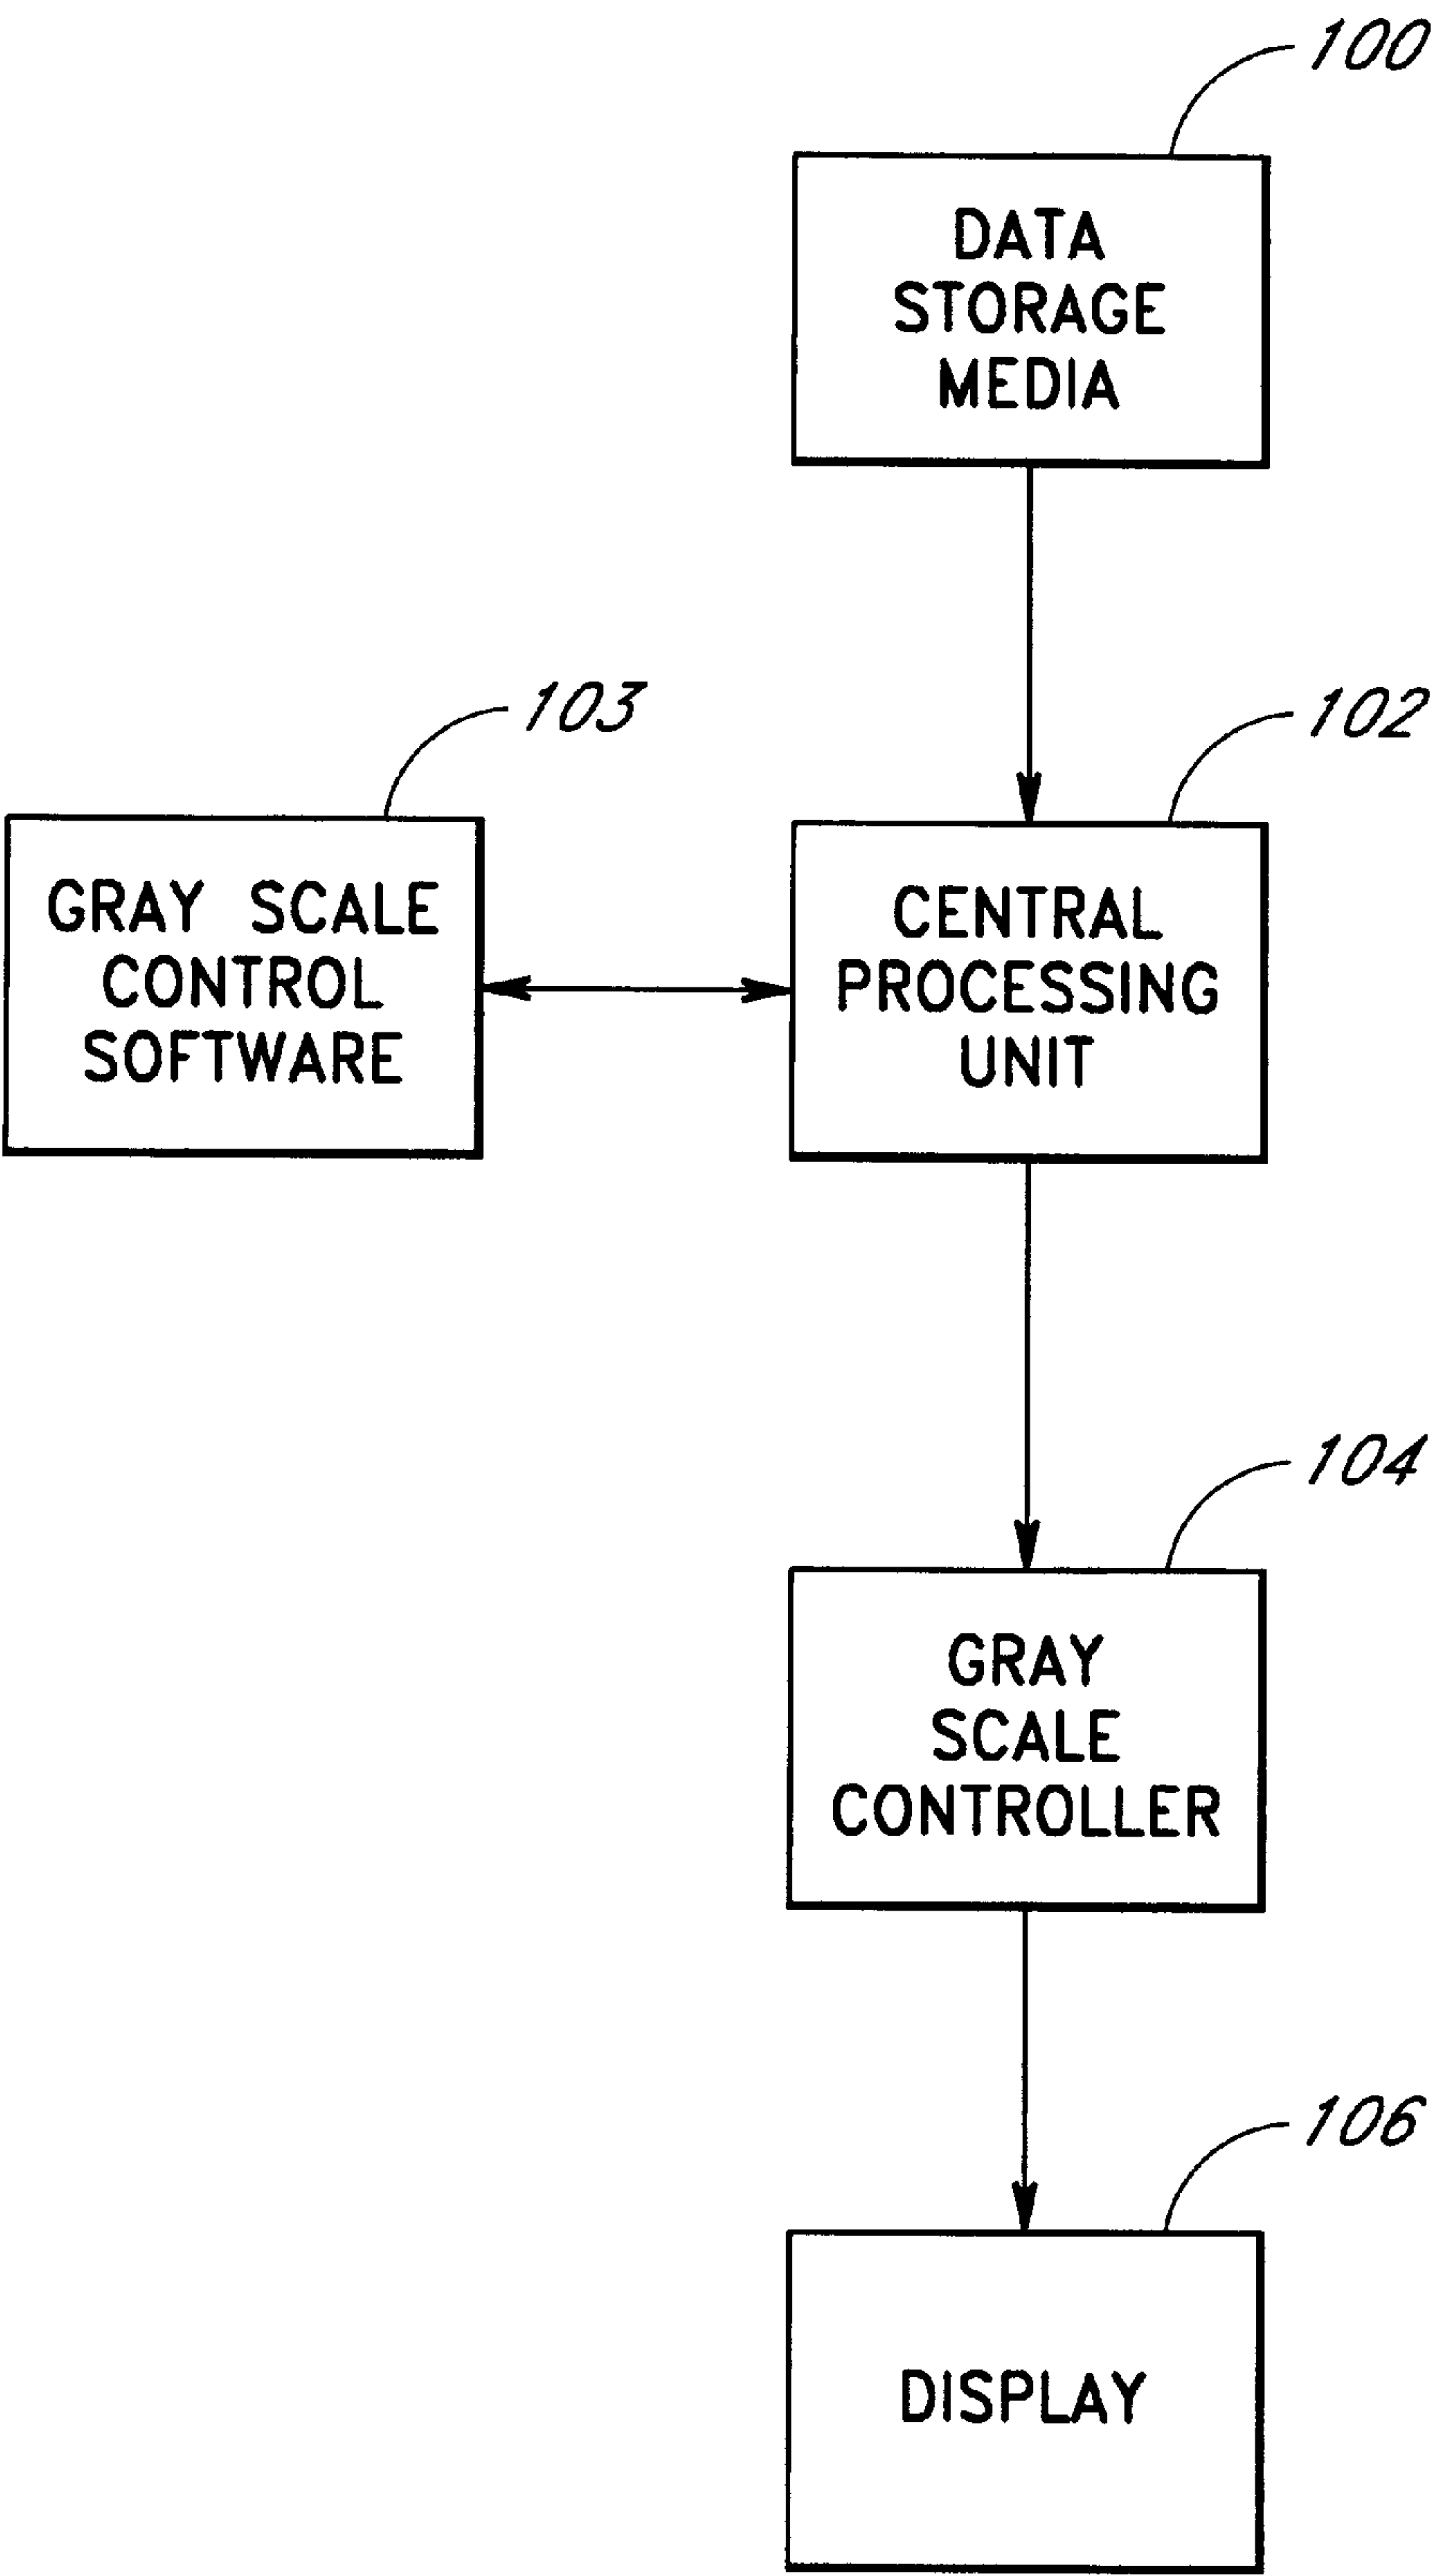 100
DATA
STORAGE
MEDIA
103
102
GRAY SCALE
CONTROL
SOFTWARE
CENTRAL
PROCESSING
UNIT
104
GRAY
SCALE
CONTROLLER
106
DISPLAY